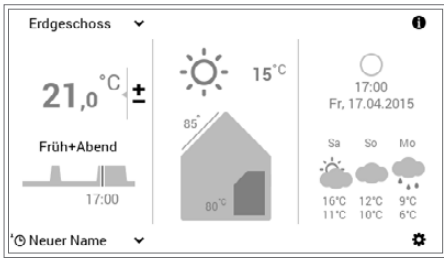 Erdgeschoss
21,0 °C ±
Früh+Abend
17:00
Neuer Name
15°C
85°
00°C
17:00
Fr, 17.04.2015
Sa So Mo
16°C 12°C 9°C
11°C 10°C 6°C